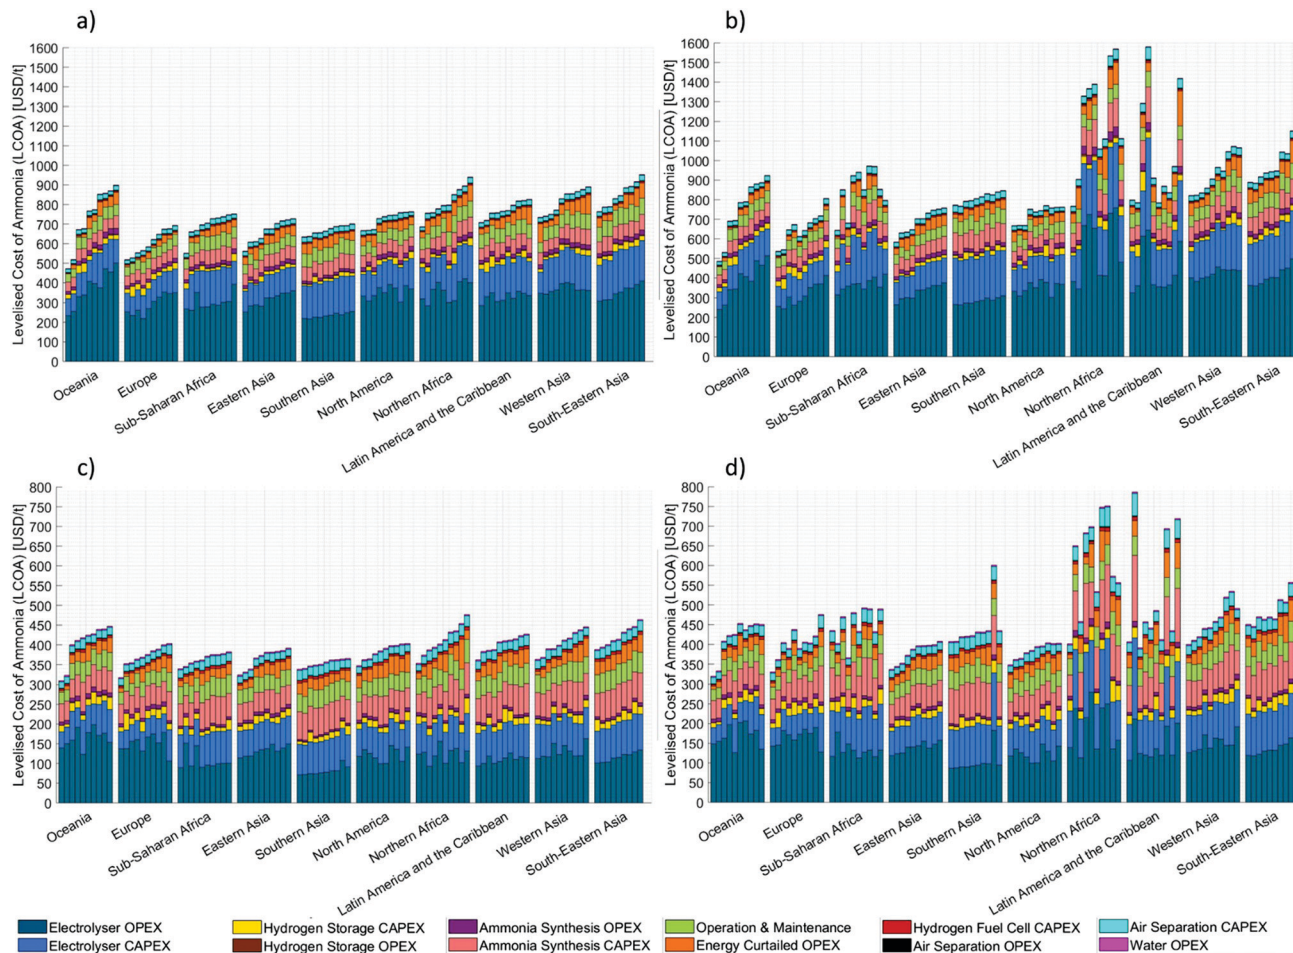 a)
Levelised Cost of Ammonia (LCOA) [USD/t]
1600
1500
1400
1300
1200
1100
1000
900
800
700
600
500
400
300
200
100
0
Oceania
Europe
Sub-Saharan Africa
Eastern Asia
Southern Asia
North America
Northern Africa
Latin America and the Caribbean
Western Asia
South-Eastern Asia
b)
Levelised Cost of Ammonia (LCOA) [USD/t]
1600
1500
1400
1300
1200
1100
1000
900
800
700
600
500
400
300
200
100
0
Oceania
Europe
Sub-Saharan Africa
Eastern Asia
Southern Asia
North America
Northern Africa
Latin America and the Caribbean
Western Asia
South-Eastern Asia
c)
Levelised Cost of Ammonia (LCOA) [USD/t]
800
750
700
650
600
550
500
450
400
350
300
250
200
150
100
50
0
Oceania
Europe
Sub-Saharan Africa
Eastern Asia
Southern Asia
North America
Northern Africa
Latin America and the Caribbean
Western Asia
South-Eastern Asia
d)
Levelised Cost of Ammonia (LCOA) [USD/t]
800
750
700
650
600
550
500
450
400
350
300
250
200
150
100
50
0
Oceania
Europe
Sub-Saharan Africa
Eastern Asia
Southern Asia
North America
Northern Africa
Latin America and the Caribbean
Western Asia
South-Eastern Asia
Electrolyser OPEX
Hydrogen Storage CAPEX
Ammonia Synthesis OPEX
Operation & Maintenance
Hydrogen Fuel Cell CAPEX
Air Separation CAPEX
Electrolyser CAPEX
Hydrogen Storage OPEX
Ammonia Synthesis CAPEX
Energy Curtailed OPEX
Air Separation OPEX
Water OPEX